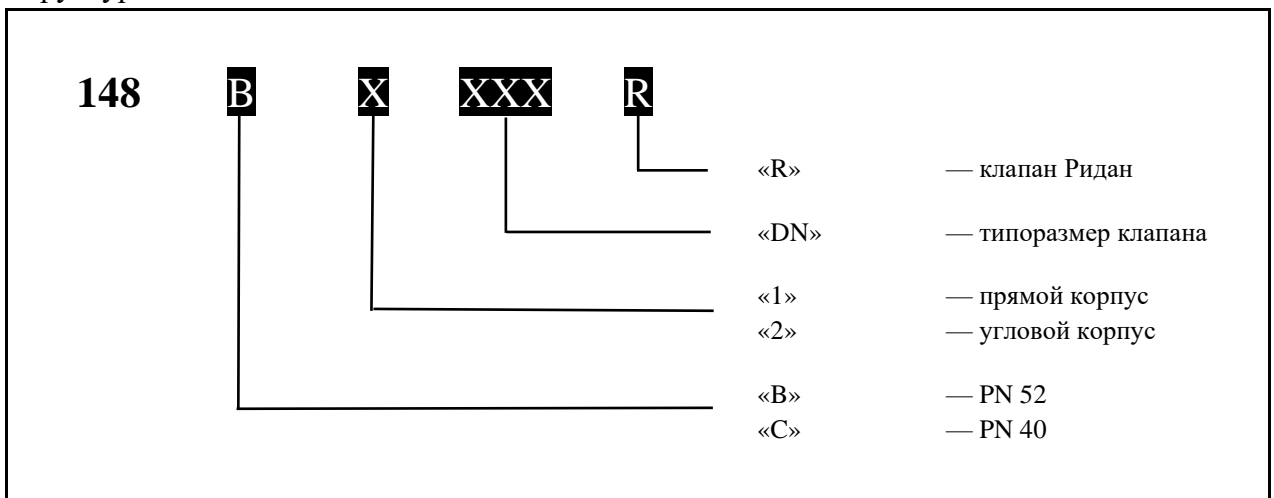 148 B X XXX R
«R» — клапан Ридан
«DN» — типоразмер клапана
«1» — прямой корпус
«2» — угловой корпус
«B» — PN 52
«C» — PN 40